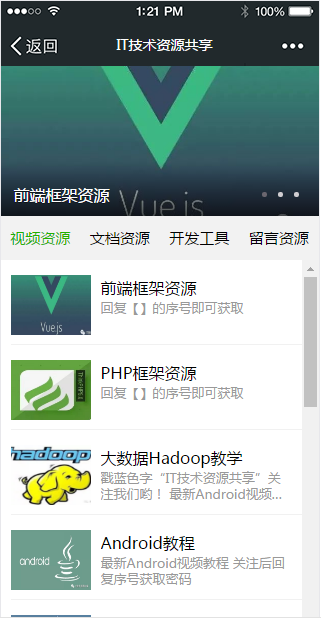 1:21 PM
100%
返回
IT技术资源共享
Vue.js
前端框架资源
视频资源 文档资源 开发工具 留言资源
Vue.js
前端框架资源
回复【】的序号即可获取
ThinkPHP
PHP框架资源
回复【】的序号即可获取
hadoop
大数据Hadoop教学
戳蓝色字“IT技术资源共享”关
注我们哟！ 最新Android视频...
android
Android教程
最新Android视频教程 关注后回
复序号获取密码